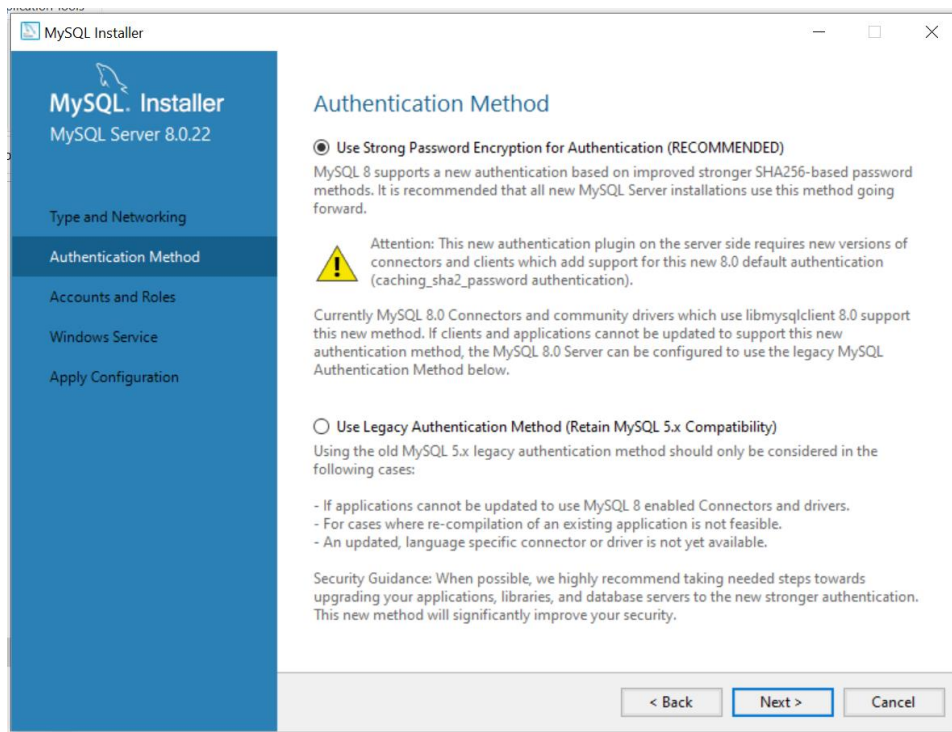 MySQL Installer
MySQL. Installer
MySQL Server 8.0.22
Type and Networking
Authentication Method
Accounts and Roles
Windows Service
Apply Configuration
Authentication Method
Use Strong Password Encryption for Authentication (RECOMMENDED)
MySQL 8 supports a new authentication based on improved stronger SHA256-based password
methods. It is recommended that all new MySQL Server installations use this method going
forward.
Attention: This new authentication plugin on the server side requires new versions of
connectors and clients which add support for this new 8.0 default authentication
(caching_sha2_password authentication).
Currently MySQL 8.0 Connectors and community drivers which use libmysqlclient 8.0 support
this new method. If clients and applications cannot be updated to support this new
authentication method, the MySQL 8.0 Server can be configured to use the legacy MySQL
Authentication Method below.
Use Legacy Authentication Method (Retain MySQL 5.x Compatibility)
Using the old MySQL 5.x legacy authentication method should only be considered in the
following cases:
- If applications cannot be updated to use MySQL 8 enabled Connectors and drivers.
- For cases where re-compilation of an existing application is not feasible.
- An updated, language specific connector or driver is not yet available.
Security Guidance: When possible, we highly recommend taking needed steps towards
upgrading your applications, libraries, and database servers to the new stronger authentication.
This new method will significantly improve your security.
< Back
Next >
Cancel